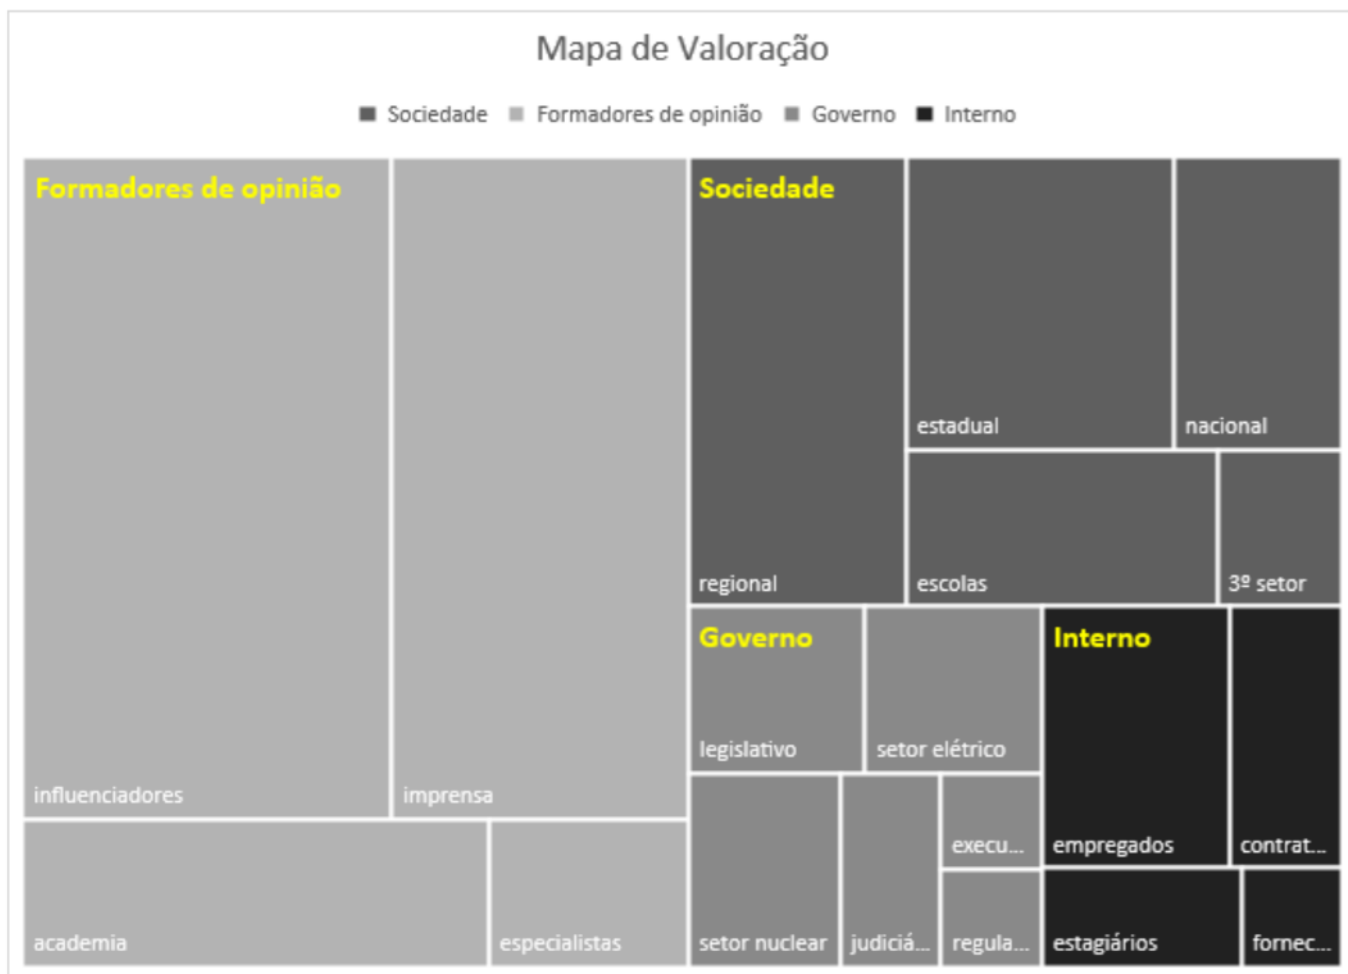 Mapa de Valoração
Sociedade Formadores de opinião Governo Interno
Formadores de opinião
influenciadores
imprensa
academia
especialistas
Sociedade
regional
estadual
nacional
escolas
3º setor
Governo
legislativo
setor elétrico
setor nuclear
judiciá...
execu...
regula...
Interno
empregados
contrat...
estagiários
fornec...